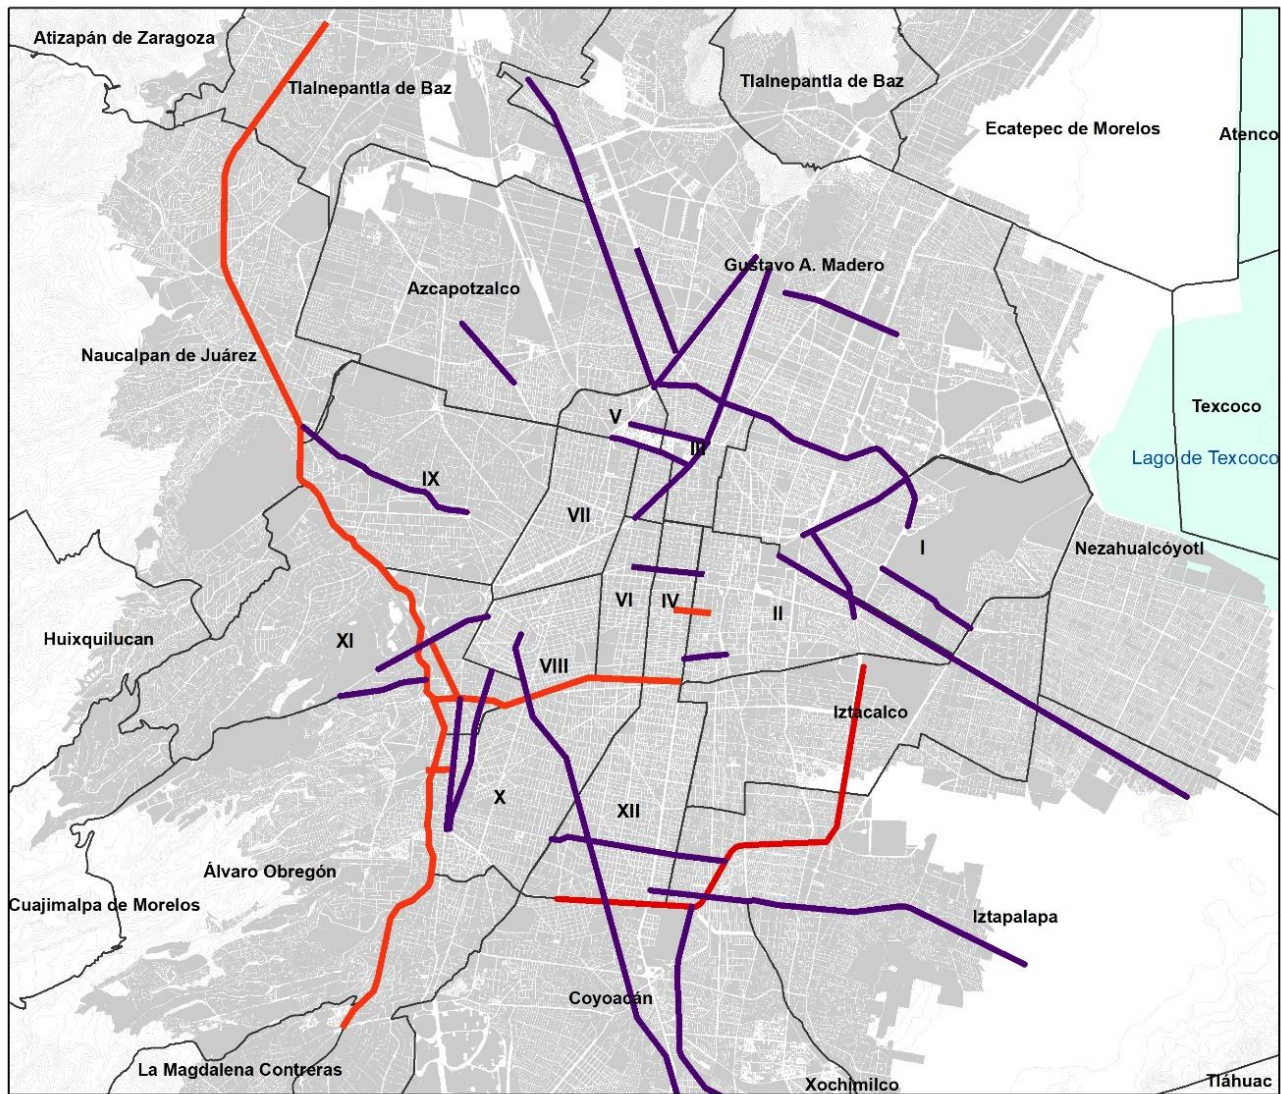 Atizapán de Zaragoza
Tlalnepantla de Baz
Tlalnepantla de Baz
Ecatepec de Morelos
Atenco
Gustavo A. Madero
Azcapotzalco
Naucalpan de Juárez
Texcoco
V
III
Lago de Texcoco
IX
VII
I
Nezahualcóyotl
VI
IV
II
Huixquilucan
XI
VIII
Iztacalco
X
XII
Álvaro Obregón
Cuajimalpa de Morelos
Iztapalapa
Coyoacán
La Magdalena Contreras
Xochimilco
Tláhuac